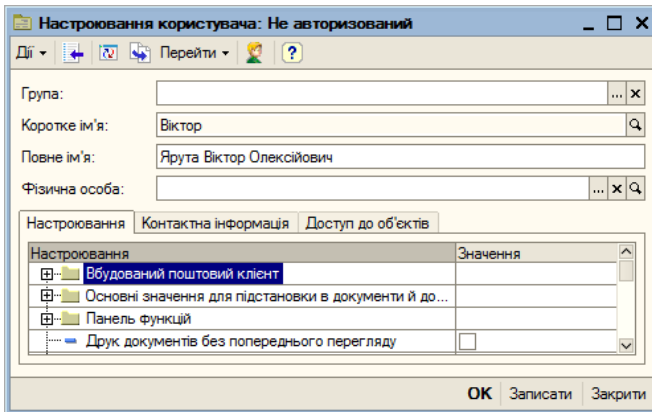 Настроювання користувача: Не авторизований
Дії Перейти ?
Група: ...
Коротке ім'я: Віктор
Повне ім'я: Ярута Віктор Олексійович
Фізична особа: ...
Настроювання Контактна інформація Доступ до об'єктів
Настроювання Значення
Вбудований поштовий клієнт
Основні значення для підстановки в документи й до...
Панель функцій
Друк документів без попереднього перегляду
ОК Записати Закрити